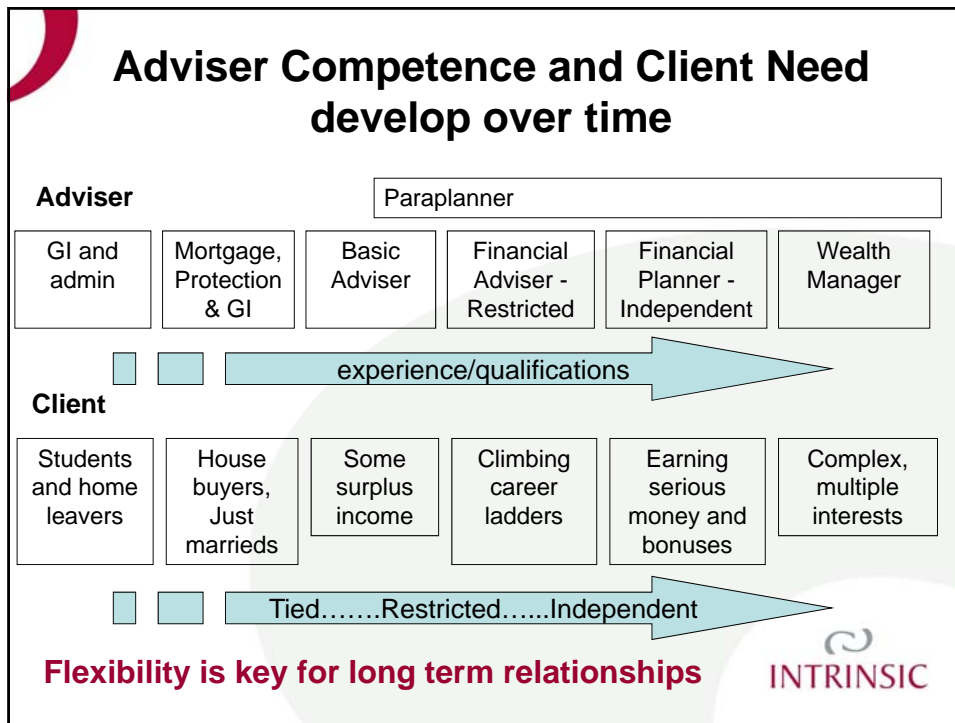 Adviser Competence and Client Need
develop over time
Adviser
Paraplanner
GI and
admin
Mortgage,
Protection
& GI
Basic
Adviser
Financial
Adviser -
Restricted
Financial
Planner -
Independent
Wealth
Manager
experience/qualifications
Client
Students
and home
leavers
House
buyers,
Just
marrieds
Some
surplus
income
Climbing
career
ladders
Earning
serious
money and
bonuses
Complex,
multiple
interests
Tied…….Restricted…...Independent
Flexibility is key for long term relationships
INTRINSIC